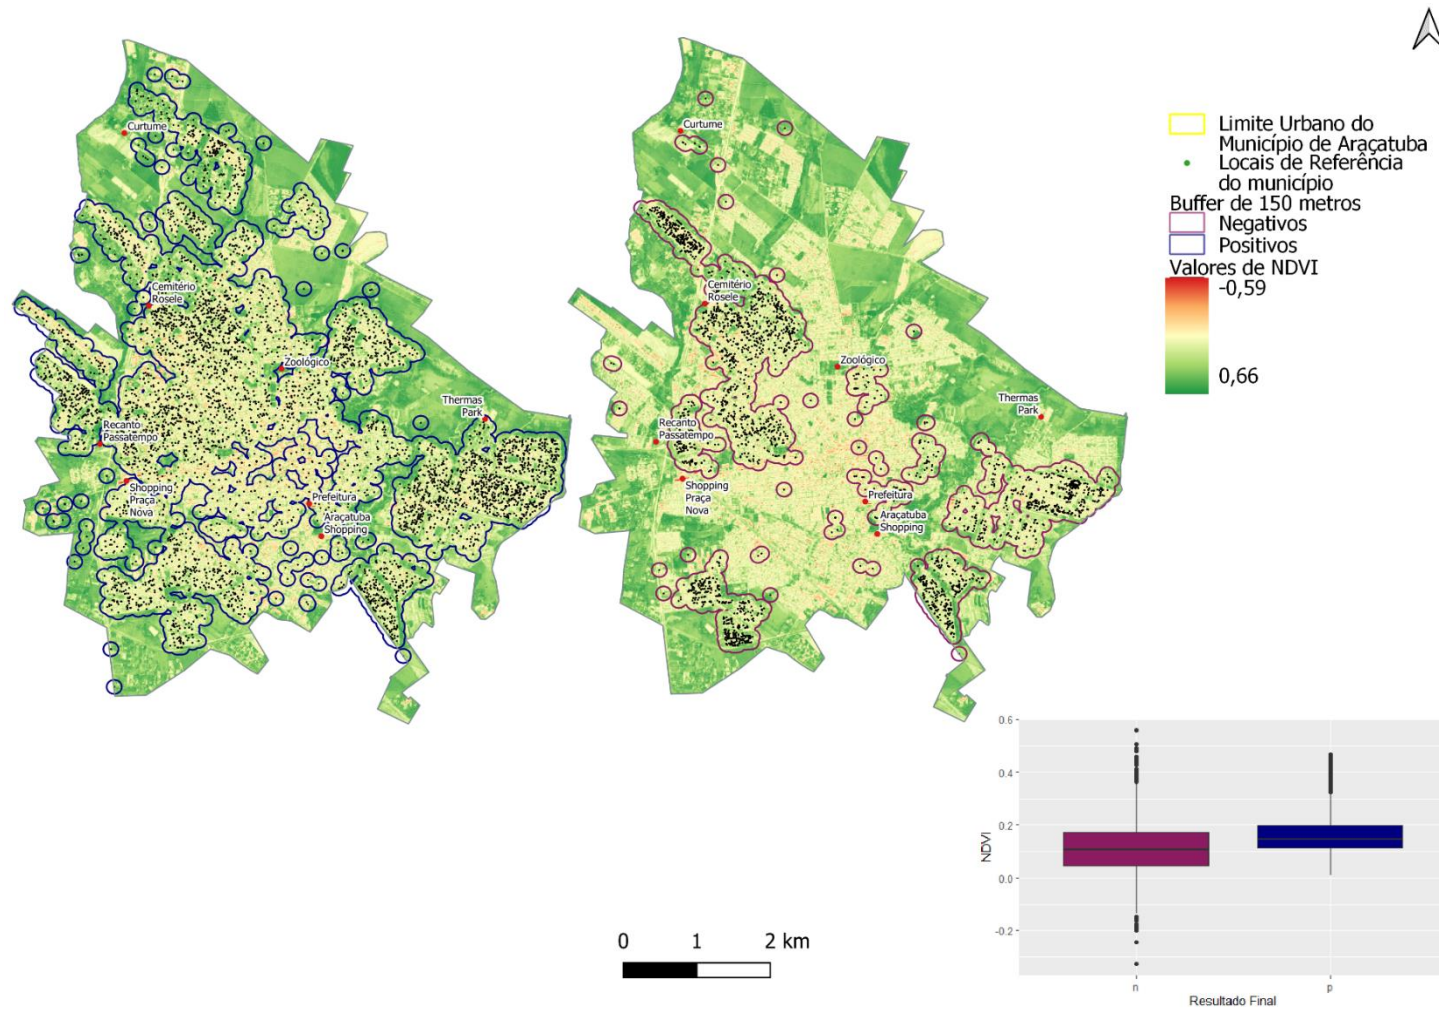 Curtume
Cemitério
Rosele
Zoológico
Thermas
Park
Recanto
Passatempo
Shopping
Praça
Nova
Prefeitura
Araçatuba
Shopping
Curtume
Cemitério
Rosele
Zoológico
Thermas
Park
Recanto
Passatempo
Shopping
Praça
Nova
Prefeitura
Araçatuba
Shopping
Limite Urbano do
Município de Araçatuba
Locais de Referência
do município
Buffer de 150 metros
Negativos
Positivos
Valores de NDVI
-0,59
0,66
0.6
0.4
0.2
0.0
-0.2
NDVI
n
p
Resultado Final
0 1 2 km